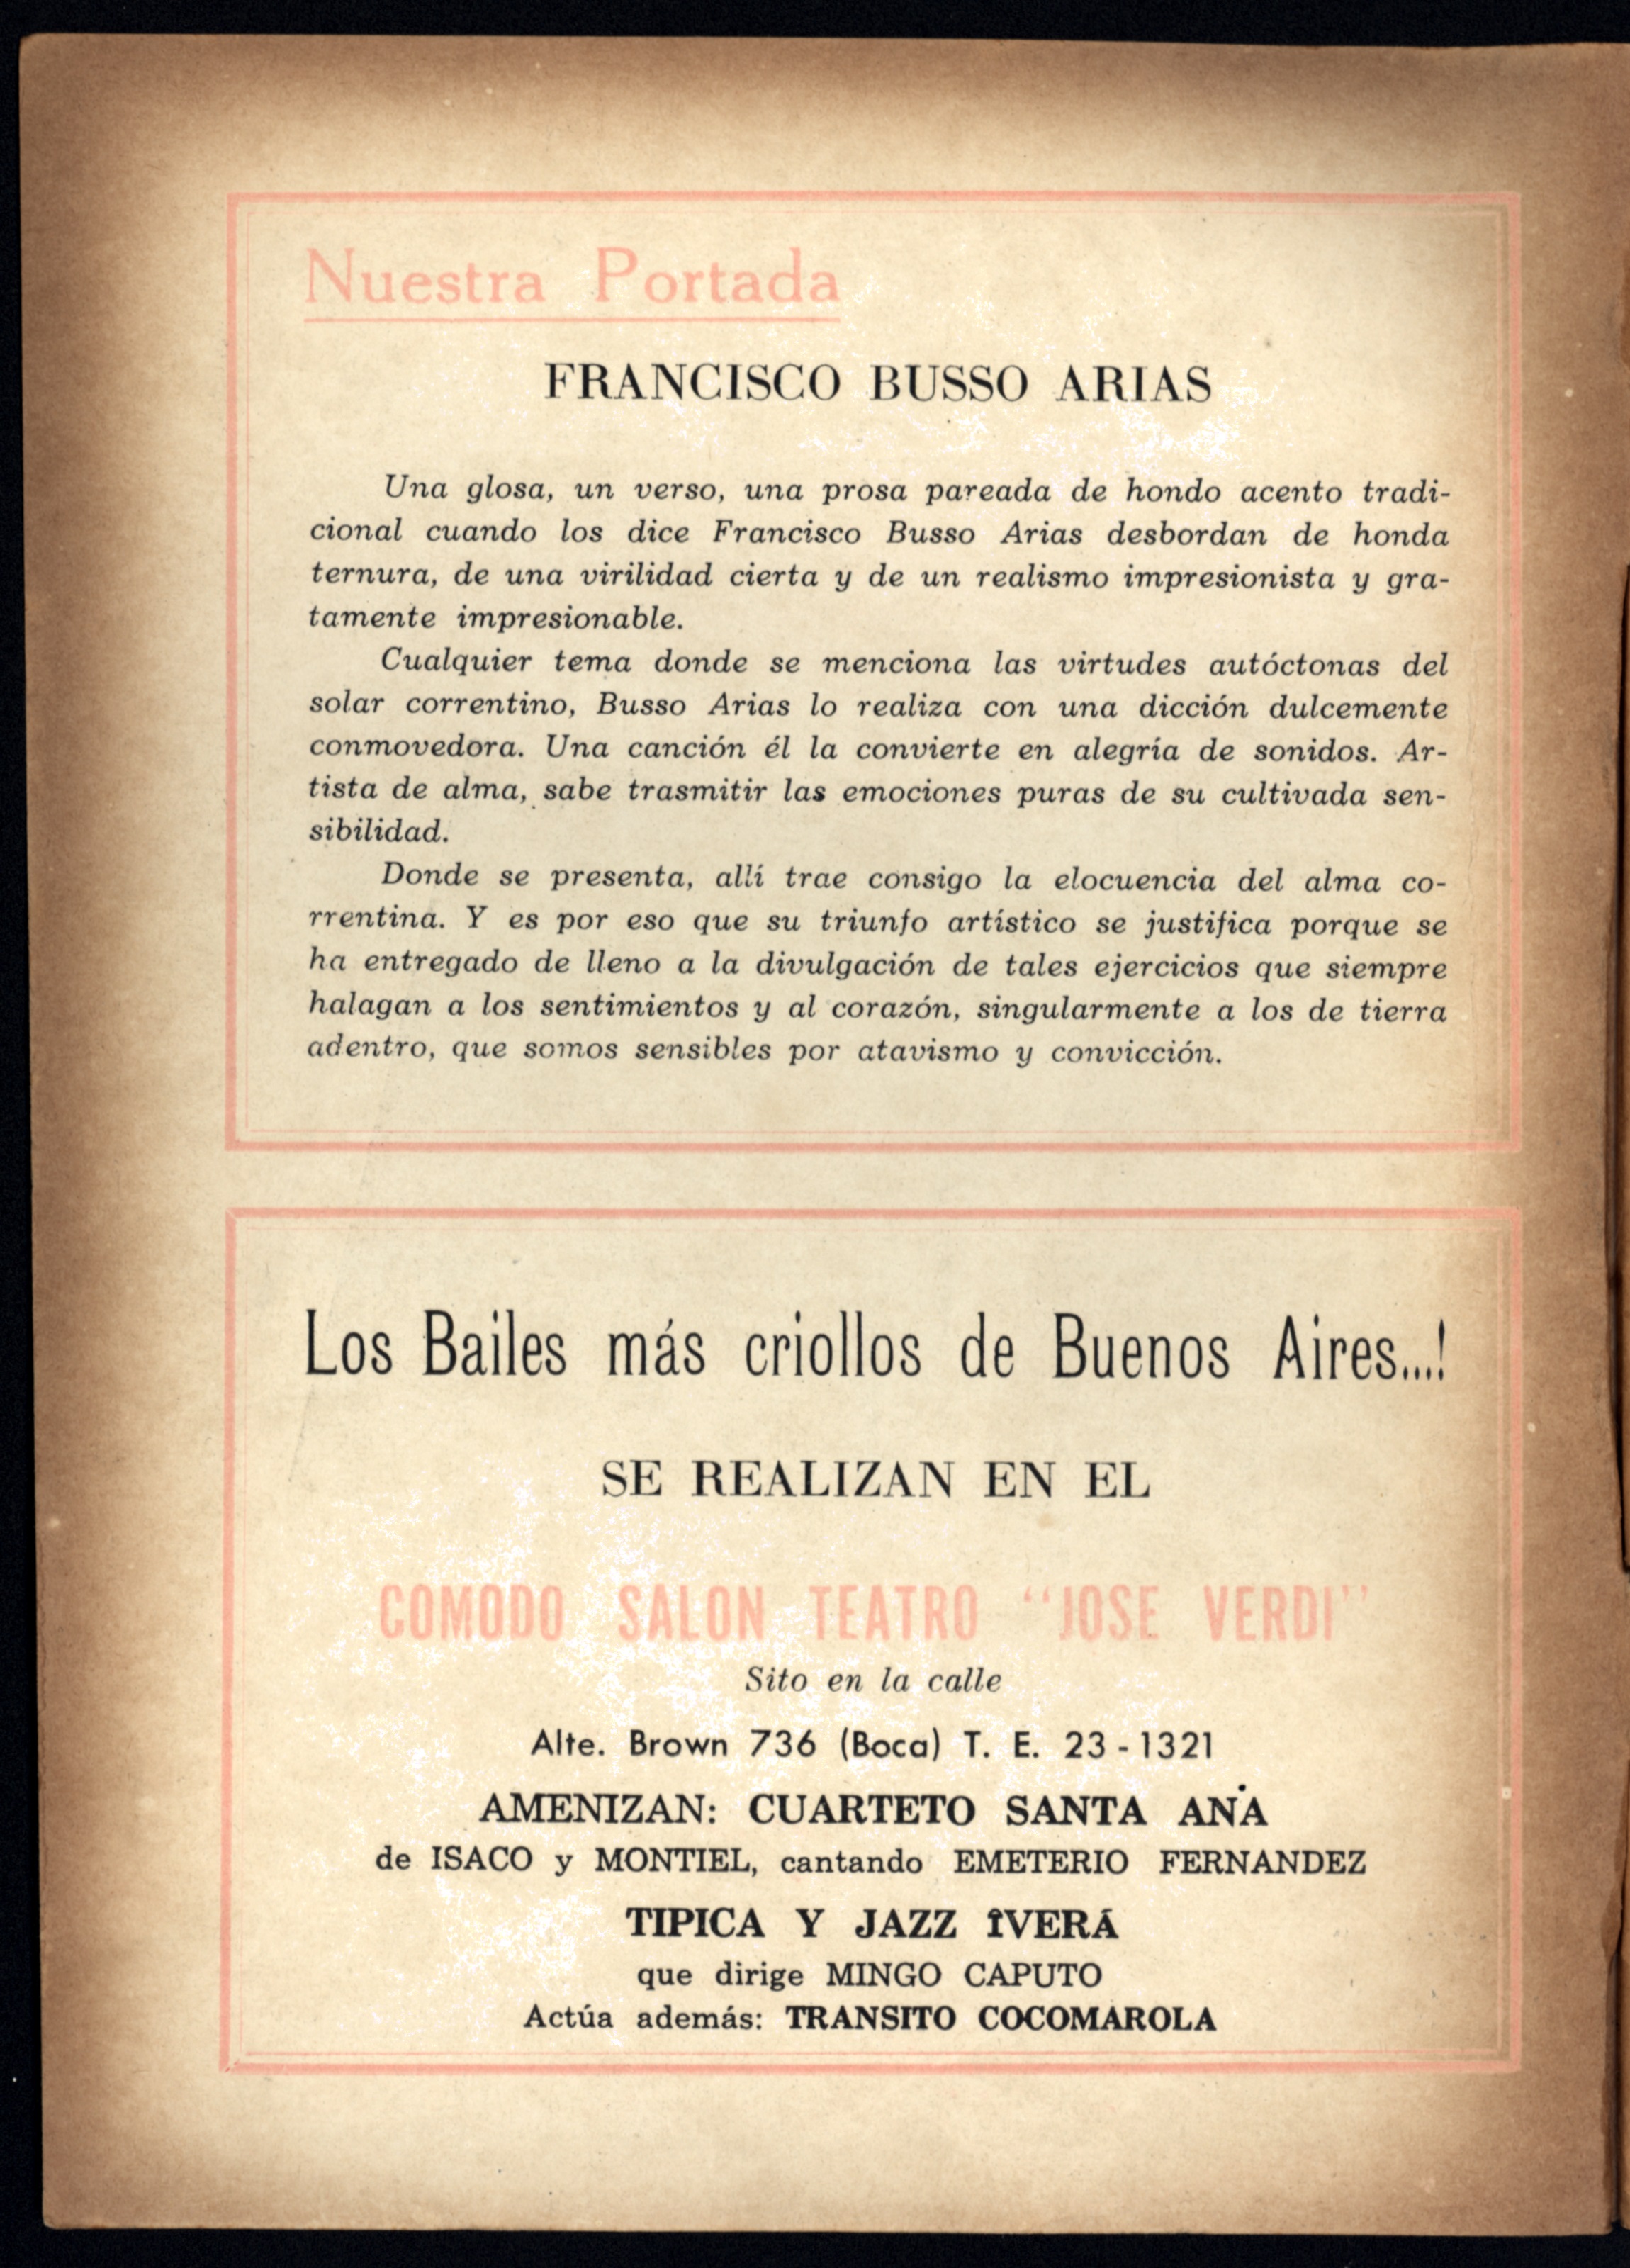 Nuestra Portada
FRANCISCO BUSSO ARIAS
Una glosa, un verso, una prosa pareada de hondo acento tradi-
cional cuando los dice Francisco Busso Arias desbordan de honda
ternura, de una virilidad cierta y de un realismo impresionista y gra-
tamente impresionable.
Cualquier tema donde se menciona las virtudes autóctonas del
solar correntino, Busso Arias lo realiza con una dicción dulcemente
conmovedora. Una canción él la convierte en alegría de sonidos. Ar-
tista de alma, sabe trasmitir las emociones puras de su cultivada sen-
sibilidad.
Donde se presenta, allí trae consigo la elocuencia del alma co-
rrentina. Y es por eso que su triunfo artístico se justifica porque se
ha entregado de lleno a la divulgación de tales ejercicios que siempre
halagan a los sentimientos y al corazón, singularmente a los de tierra
adentro, que somos sensibles por atavismo y convicción.
Los Bailes más criollos de Buenos Aires...!
SE REALIZAN EN EL
COMODO SALON TEATRO "JOSE VERDI"
Sito en la calle
Alte. Brown 736 (Boca) T. E. 23-1321
AMENIZAN: CUARTETO SANTA ANA
de ISACO y MONTIEL, cantando EMETERIO FERNANDEZ
TIPICA Y JAZZ ÎVERÁ
que dirige MINGO CAPUTO
Actúa además: TRANSITO COCOMAROLA